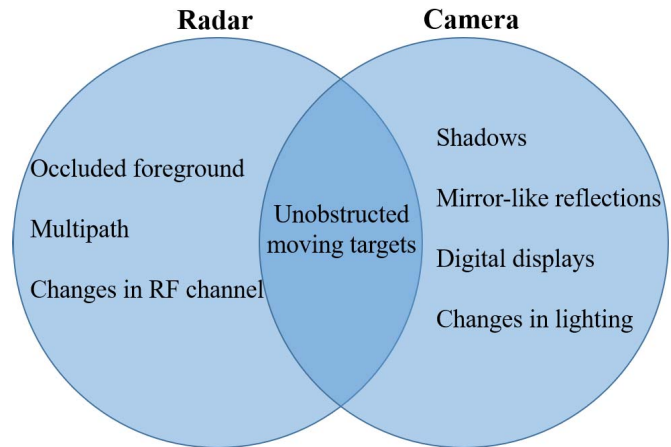 Radar
Camera
Occluded foreground
Multipath
Changes in RF channel
Unobstructed
moving targets
Shadows
Mirror-like reflections
Digital displays
Changes in lighting